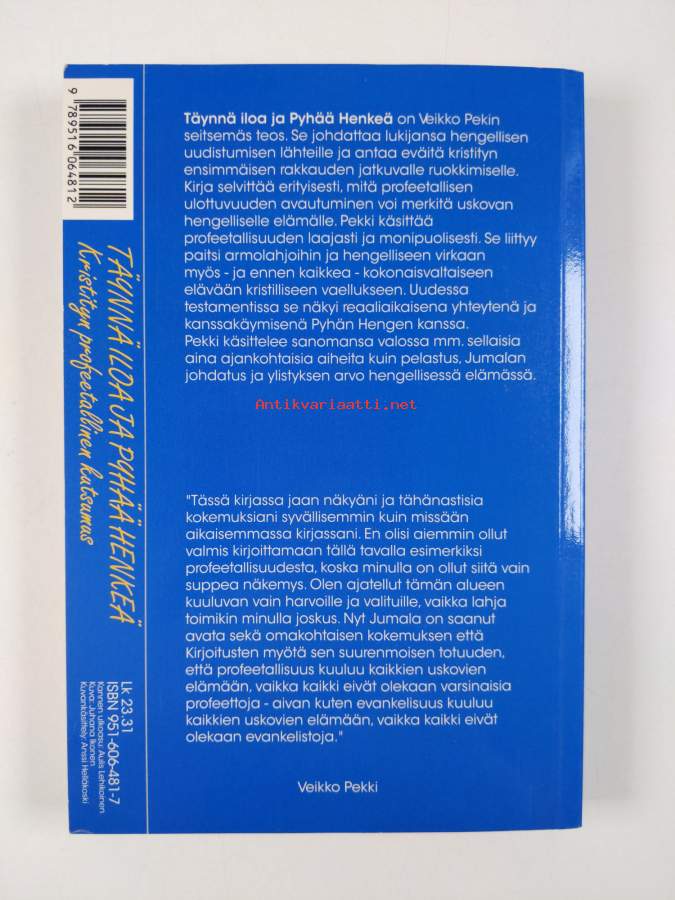 Täynnä iloa ja Pyhää Henkeä on Veikko Pekin
seitsemäs teos. Se johdattaa lukijansa hengellisen
uudistumisen lähteille ja antaa eväitä kristityn
ensimmäisen rakkauden jatkuvalle ruokkimiselle.
Kirja selvittää erityisesti, mitä profeetallisen
ulottuvuuden avautuminen voi merkitä uskovan
hengelliselle elämälle. Pekki käsittää
profeetallisuuden laajasti ja monipuolisesti. Se liittyy
paitsi armolahjoihin ja hengelliseen virkaan
myös - ja ennen kaikkea - kokonaisvaltaiseen
elävään kristilliseen vaellukseen. Uudessa
testamentissa se näkyi reaaliaikaisena yhteytenä ja
kanssakäymisenä Pyhän Hengen kanssa.
Pekki käsittelee sanomansa valossa mm. sellaisia
aina ajankohtaisia aiheita kuin pelastus, Jumalan
johdatus ja ylistyksen arvo hengellisessä elämässä.
Antikvariaatti.net
"Tässä kirjassa jaan näkyäni ja tähänastisia
kokemuksiani syvällisemmin kuin missään
aikaisemmassa kirjassani. En olisi aiemmin ollut
valmis kirjoittamaan tällä tavalla esimerkiksi
profeetallisuudesta, koska minulla on ollut siitä vain
suppea näkemys. Olen ajatellut tämän alueen
kuuluvan vain harvoille ja valituille, vaikka lahja
toimikin minulla joskus. Nyt Jumala on saanut
avata sekä omakohtaisen kokemuksen että
Kirjoitusten myötä sen suurenmoisen totuuden,
että profeetallisuus kuuluu kaikkien uskovien
elämään, vaikka kaikki eivät olekaan varsinaisia
profeettoja - aivan kuten evankelisuus kuuluu
kaikkien uskovien elämään, vaikka kaikki eivät
olekaan evankelistoja."
Veikko Pekki
9 789516 064812
TÄYNNÄ ILOA JA PYHÄÄ HENKEÄ
Kristityn profeetallinen kutsumus
Lk 23.31
ISBN 951-606-481-7
Kannen ulkoasu: Aulis Lehikoinen
Kuva: Juhana Ikonen
Kuvankäsittely: Anssi Heliäkoski